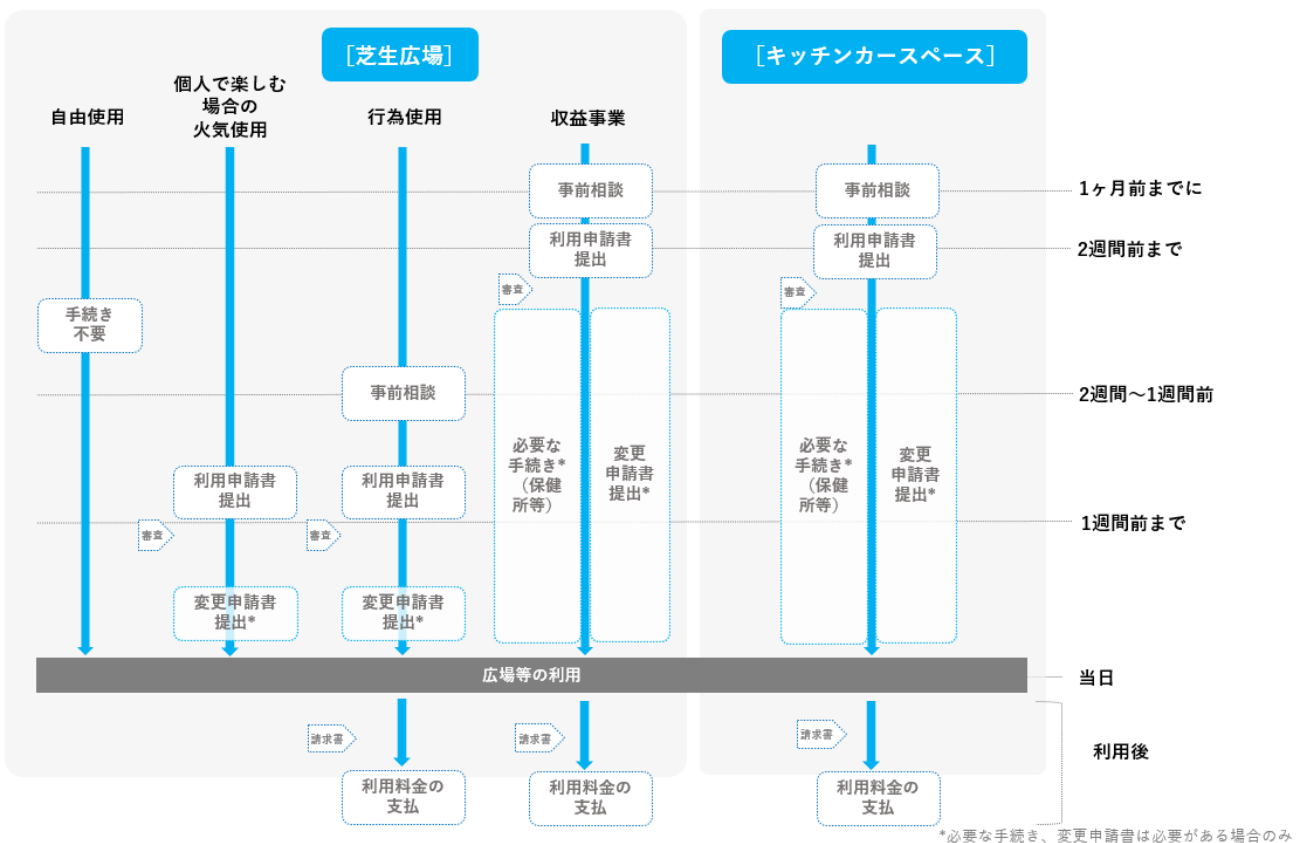 ［芝生広場］
［キッチンカースペース］
自由使用
個人で楽しむ
場合の
火気使用
行為使用
収益事業
事前相談
事前相談
1ヶ月前までに
利用申請書
提出
利用申請書
提出
2週間前まで
審査
審査
手続き
不要
事前相談
2週間～1週間前
必要な
手続き*
（保健
所等）
変更
申請書
提出*
必要な
手続き*
（保健
所等）
変更
申請書
提出*
利用申請書
提出
利用申請書
提出
1週間前まで
審査
審査
変更申請書
提出*
変更申請書
提出*
広場等の利用
当日
請求書
請求書
請求書
利用後
利用料金の
支払
利用料金の
支払
利用料金の
支払
*必要な手続き、変更申請書は必要がある場合のみ